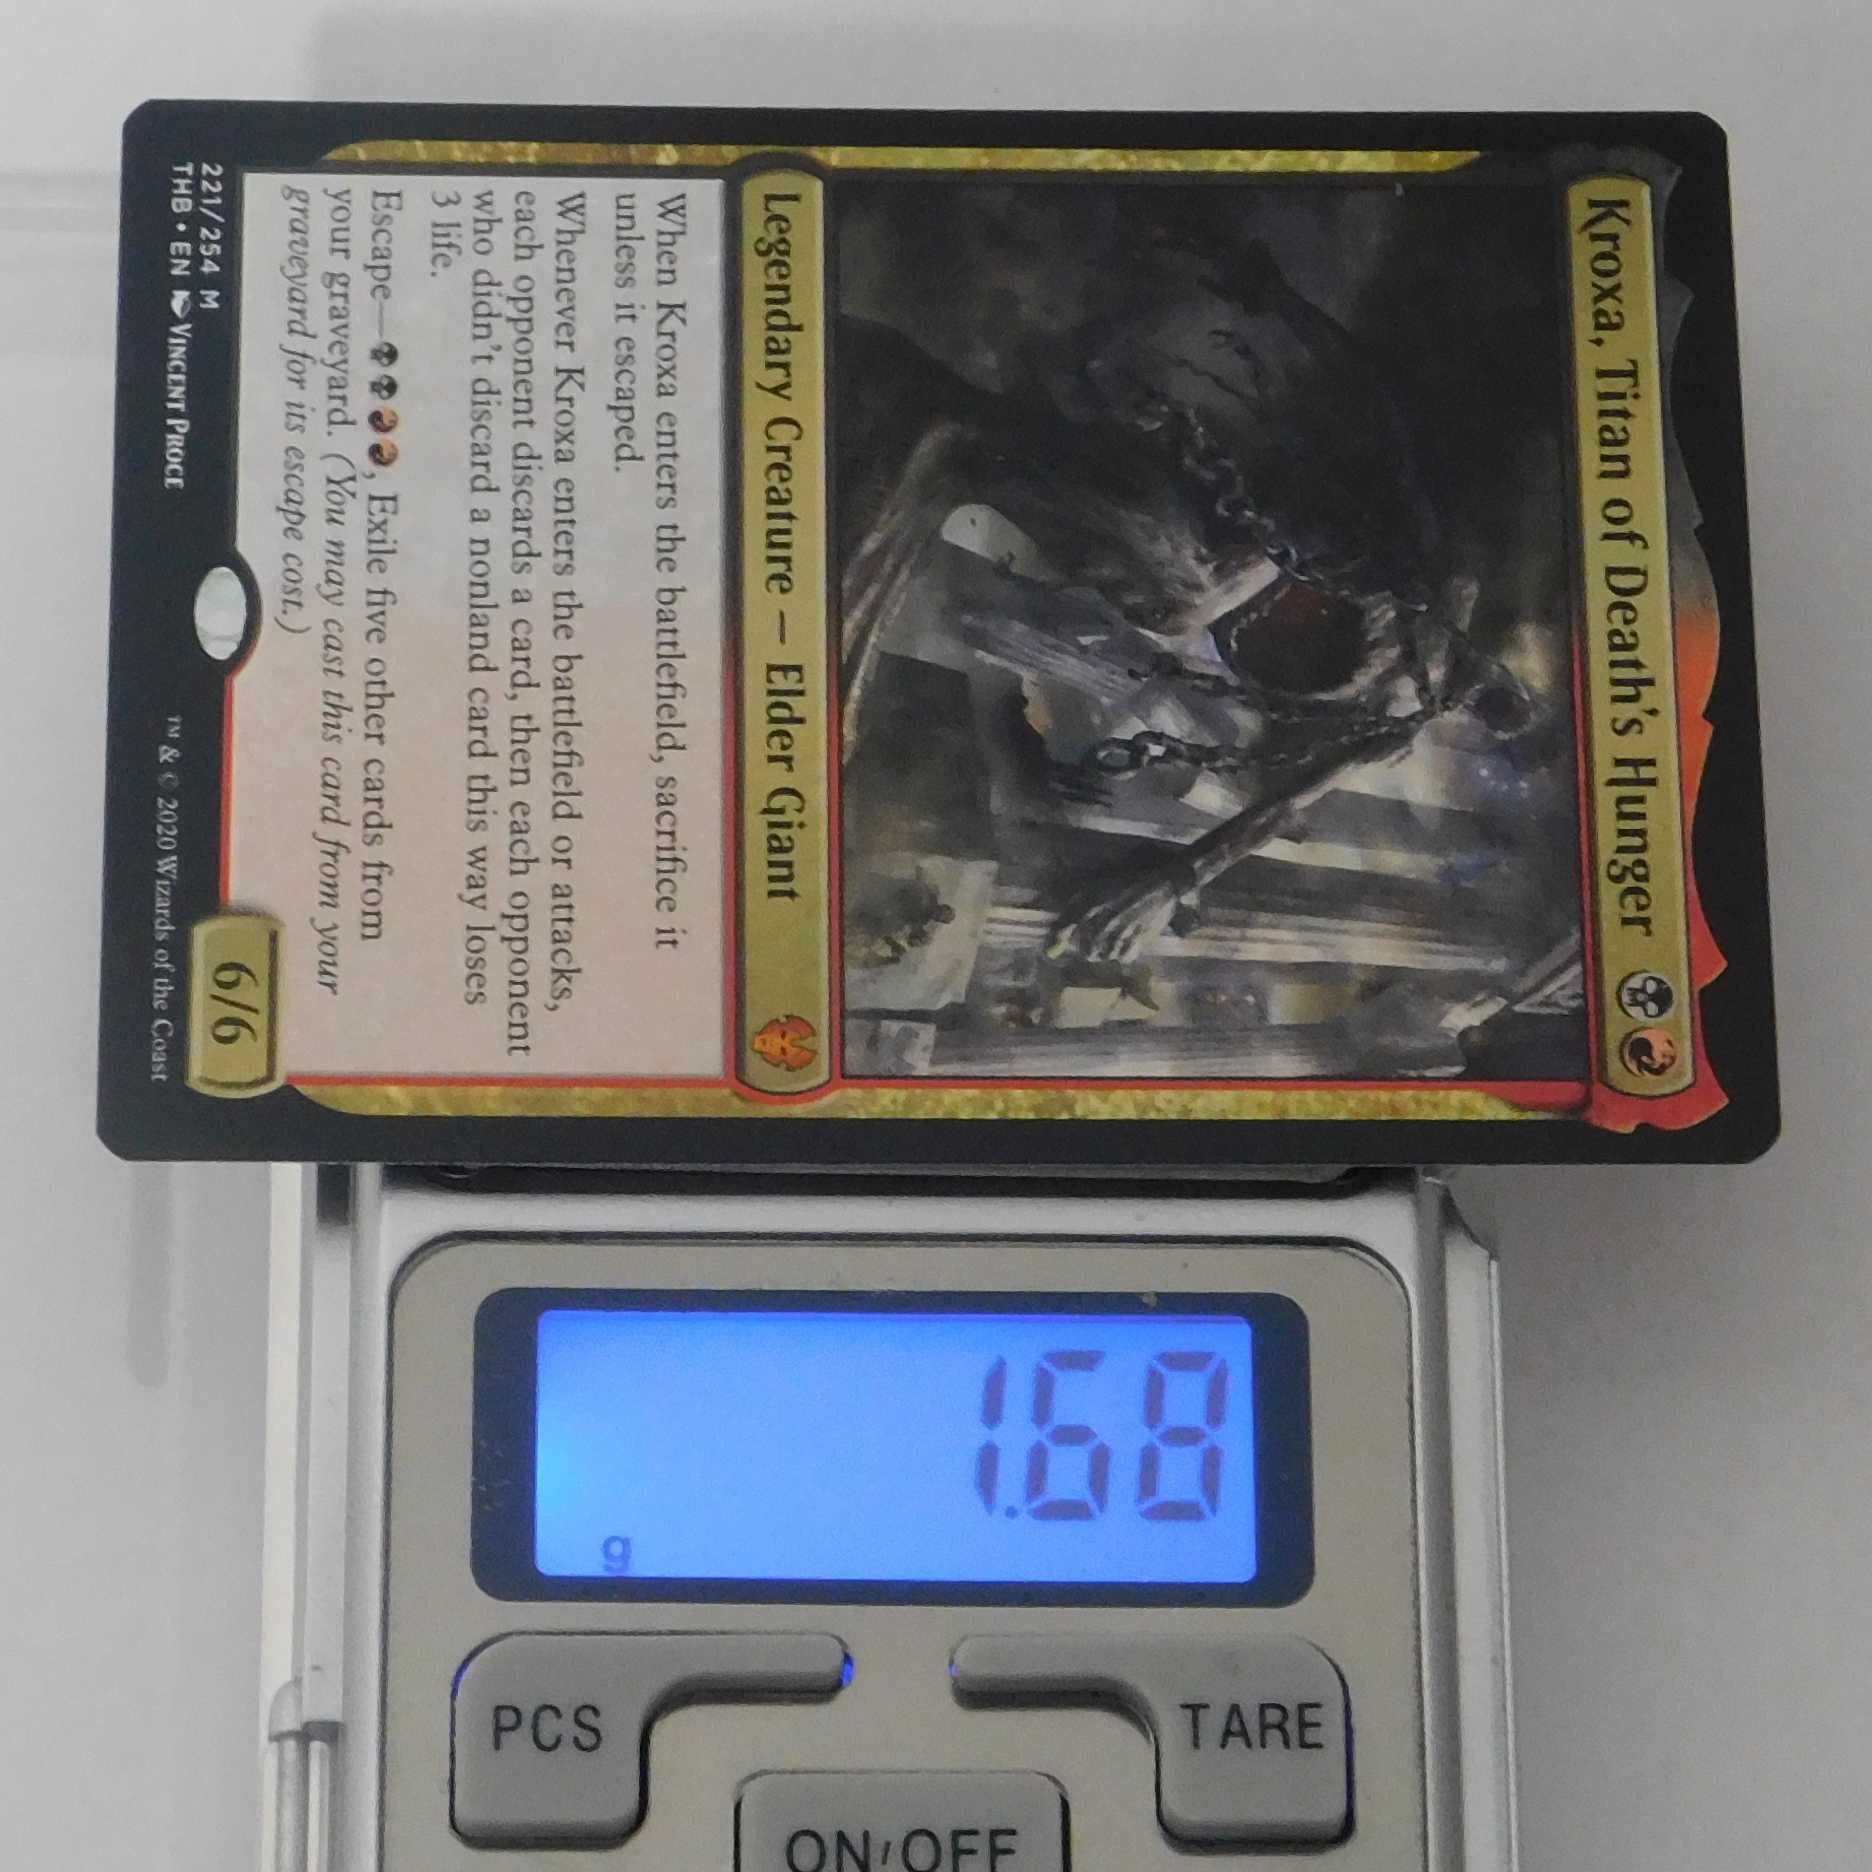 Kroxa, Titan of Death's Hunger
Legendary Creature — Elder Giant
When Kroxa enters the battlefield, sacrifice it
unless it escaped.
Whenever Kroxa enters the battlefield or attacks,
each opponent discards a card, then each opponent
who didn't discard a nonland card this way loses
3 life.
Escape—, Exile five other cards from
your graveyard. (You may cast this card from your
graveyard for its escape cost.)
6/6
221/254 M
THB • EN VINCENT PROCE
™ & © 2020 Wizards of the Coast
1.68
g
PCS
TARE
ON/OFF